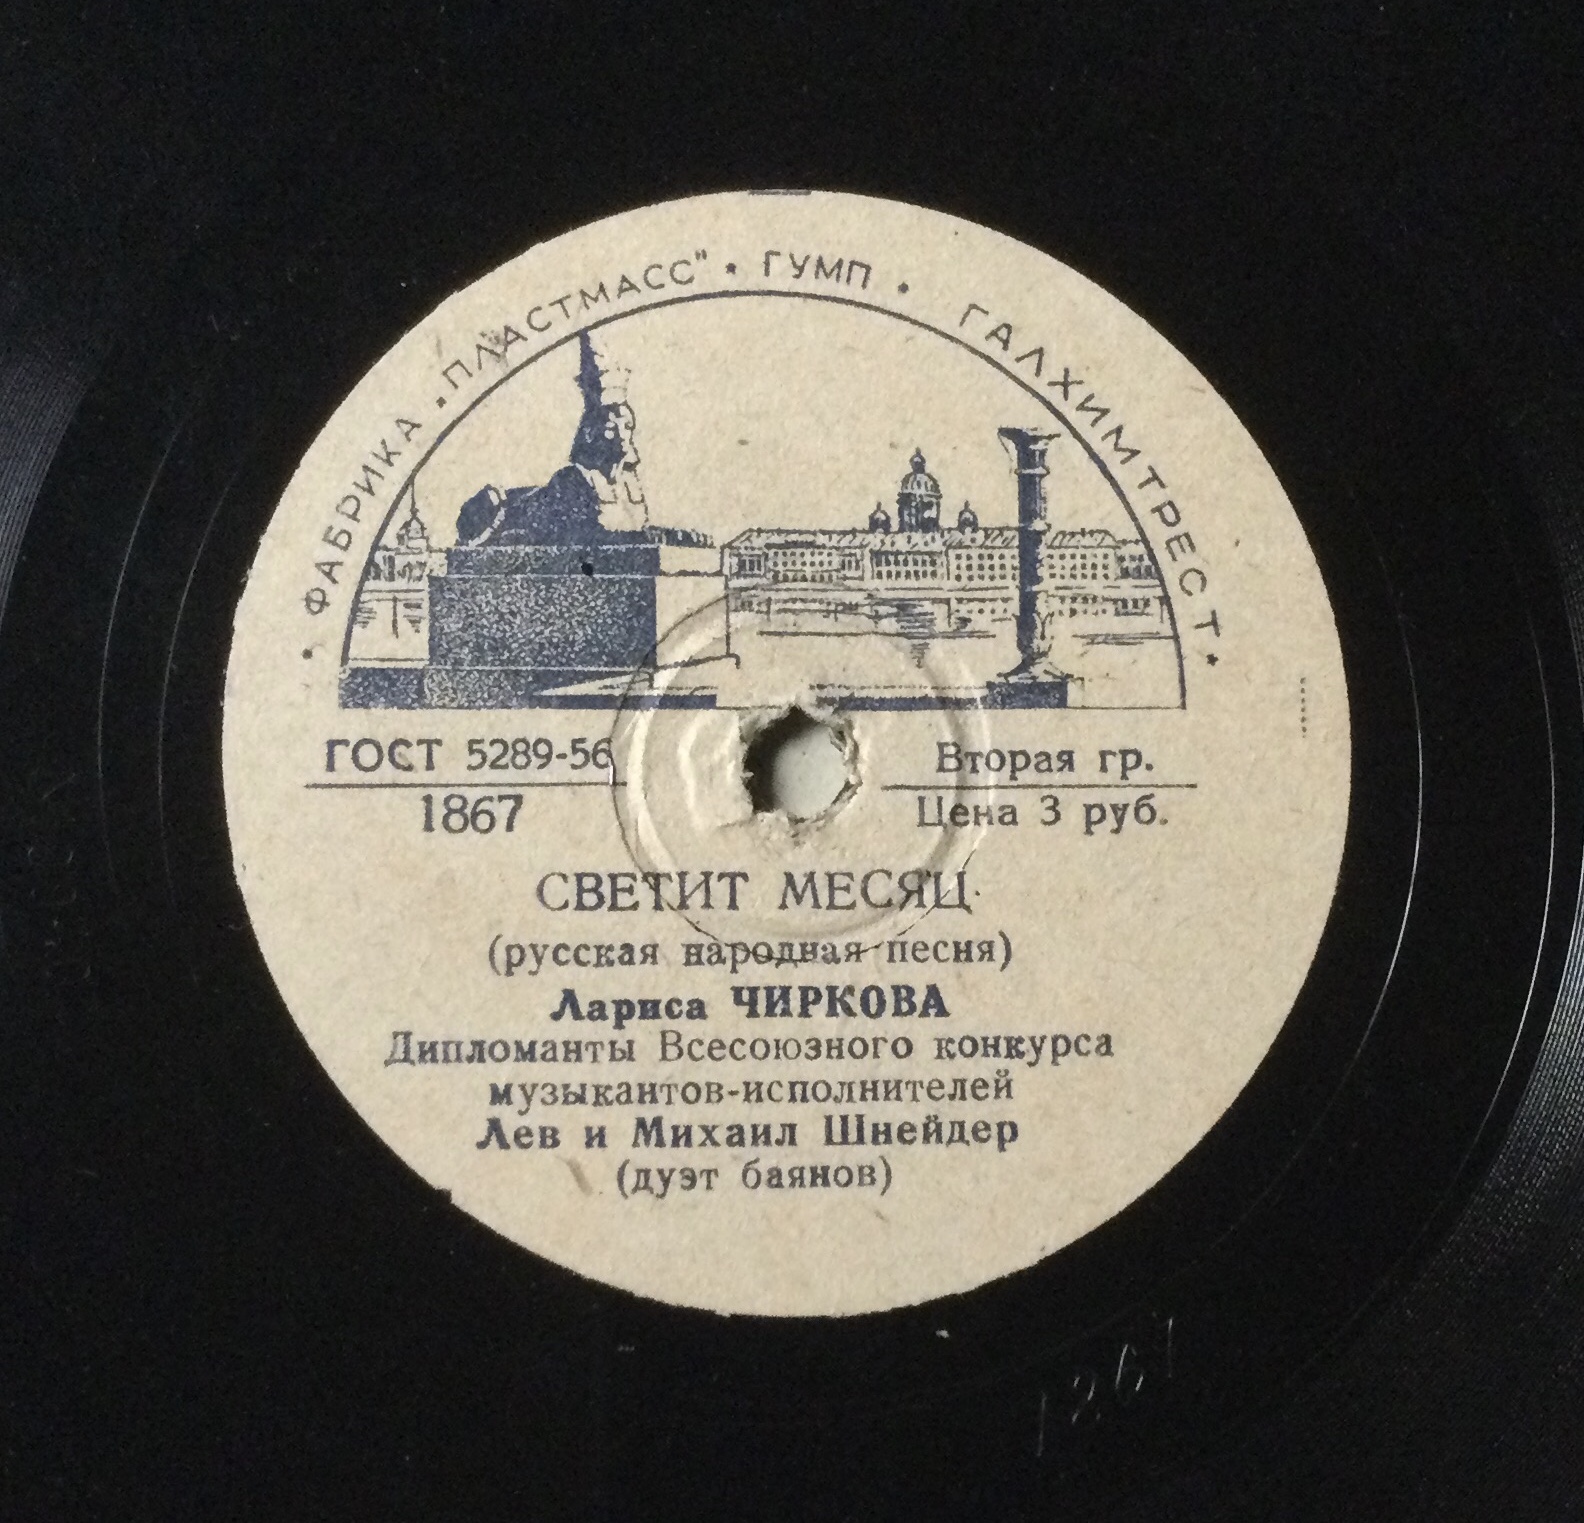 • ФАБРИКА „ПЛАСТМАСС" • ГУМП • ГАЛХИМТРЕСТ •
ГОСТ 5289-56
1867
Вторая гр.
Цена 3 руб.
СВЕТИТ МЕСЯЦ
(русская народная песня)
Лариса ЧИРКОВА
Дипломанты Всесоюзного конкурса
музыкантов-исполнителей
Лев и Михаил Шнейдер
(дуэт баянов)